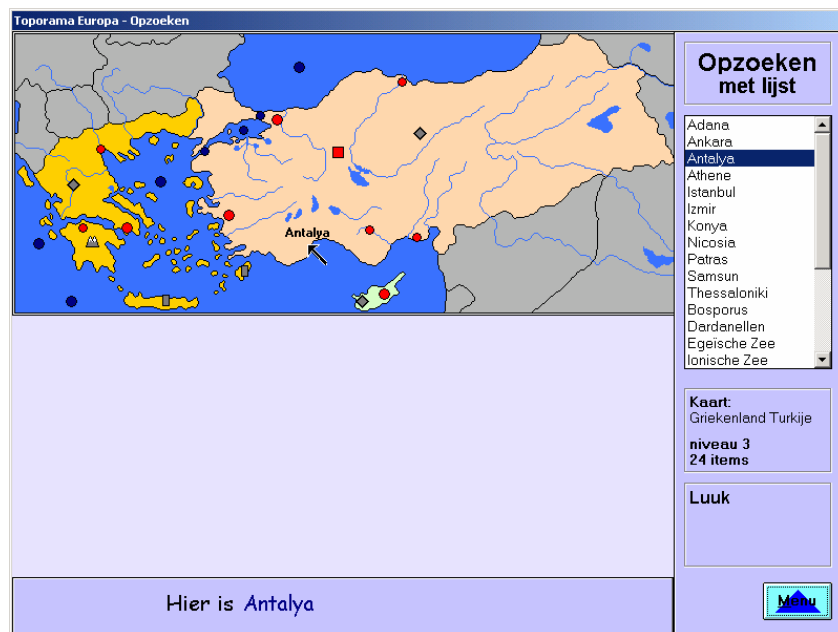 Toporama Europa - Opzoeken
Antalya
Opzoeken
met lijst
Adana
Ankara
Antalya
Athene
Istanbul
Izmir
Konya
Nicosia
Patras
Samsun
Thessaloniki
Bosporus
Dardanellen
Egeïsche Zee
Ionische Zee
Kaart:
Griekenland Turkije
niveau 3
24 items
Luuk
Hier is Antalya
Menu